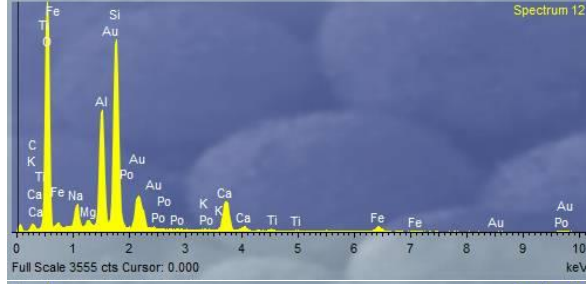 Spectrum 12
Fe
Ti
O
Si
Au
Al
C
K
Ti
Ca
Ca
Fe
Na
Mg
Po
Au
Au
Po
Po
Po
K
Po
K
Ca
Ca
Ti
Ti
Fe
Fe
Au
Au
Po
0 1 2 3 4 5 6 7 8 9 10
Full Scale 3555 cts Cursor: 0.000 keV